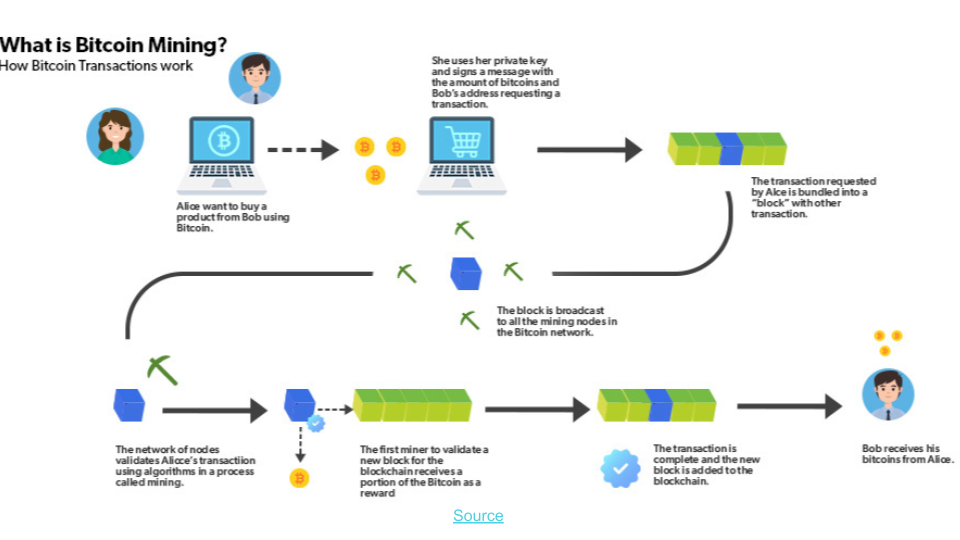 What is Bitcoin Mining?
How Bitcoin Transactions work
She uses her private key
and signs a message with
the amount of bitcoins and
Bob's address requesting a
transaction.
Alice want to buy a
product from Bob using
Bitcoin.
The transaction requested
by Alce is bundled into a
"block" with other
transaction.
The block is broadcast
to all the mining nodes in
the Bitcoin network.
The network of nodes
validates Alioce's transactiion
using algorithms in a process
called mining.
The first miner to validate a
new block for the
blockchain receives a
portion of the Bitcoin as a
reward
The transaction is
complete and the new
block is added to the
blockchain.
Bob receives his
bitcoins from Alice.
Source